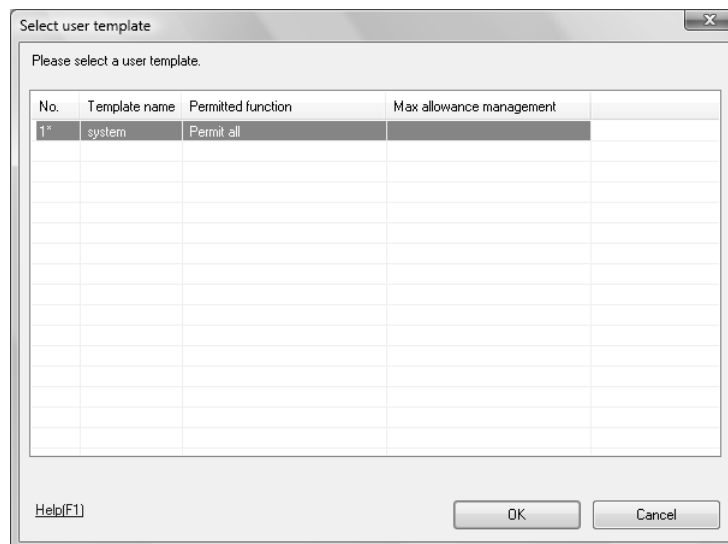 Select user template
X
Please select a user template.
No. Template name Permitted function Max allowance management
1* system Permit all
Help(F1) OK Cancel